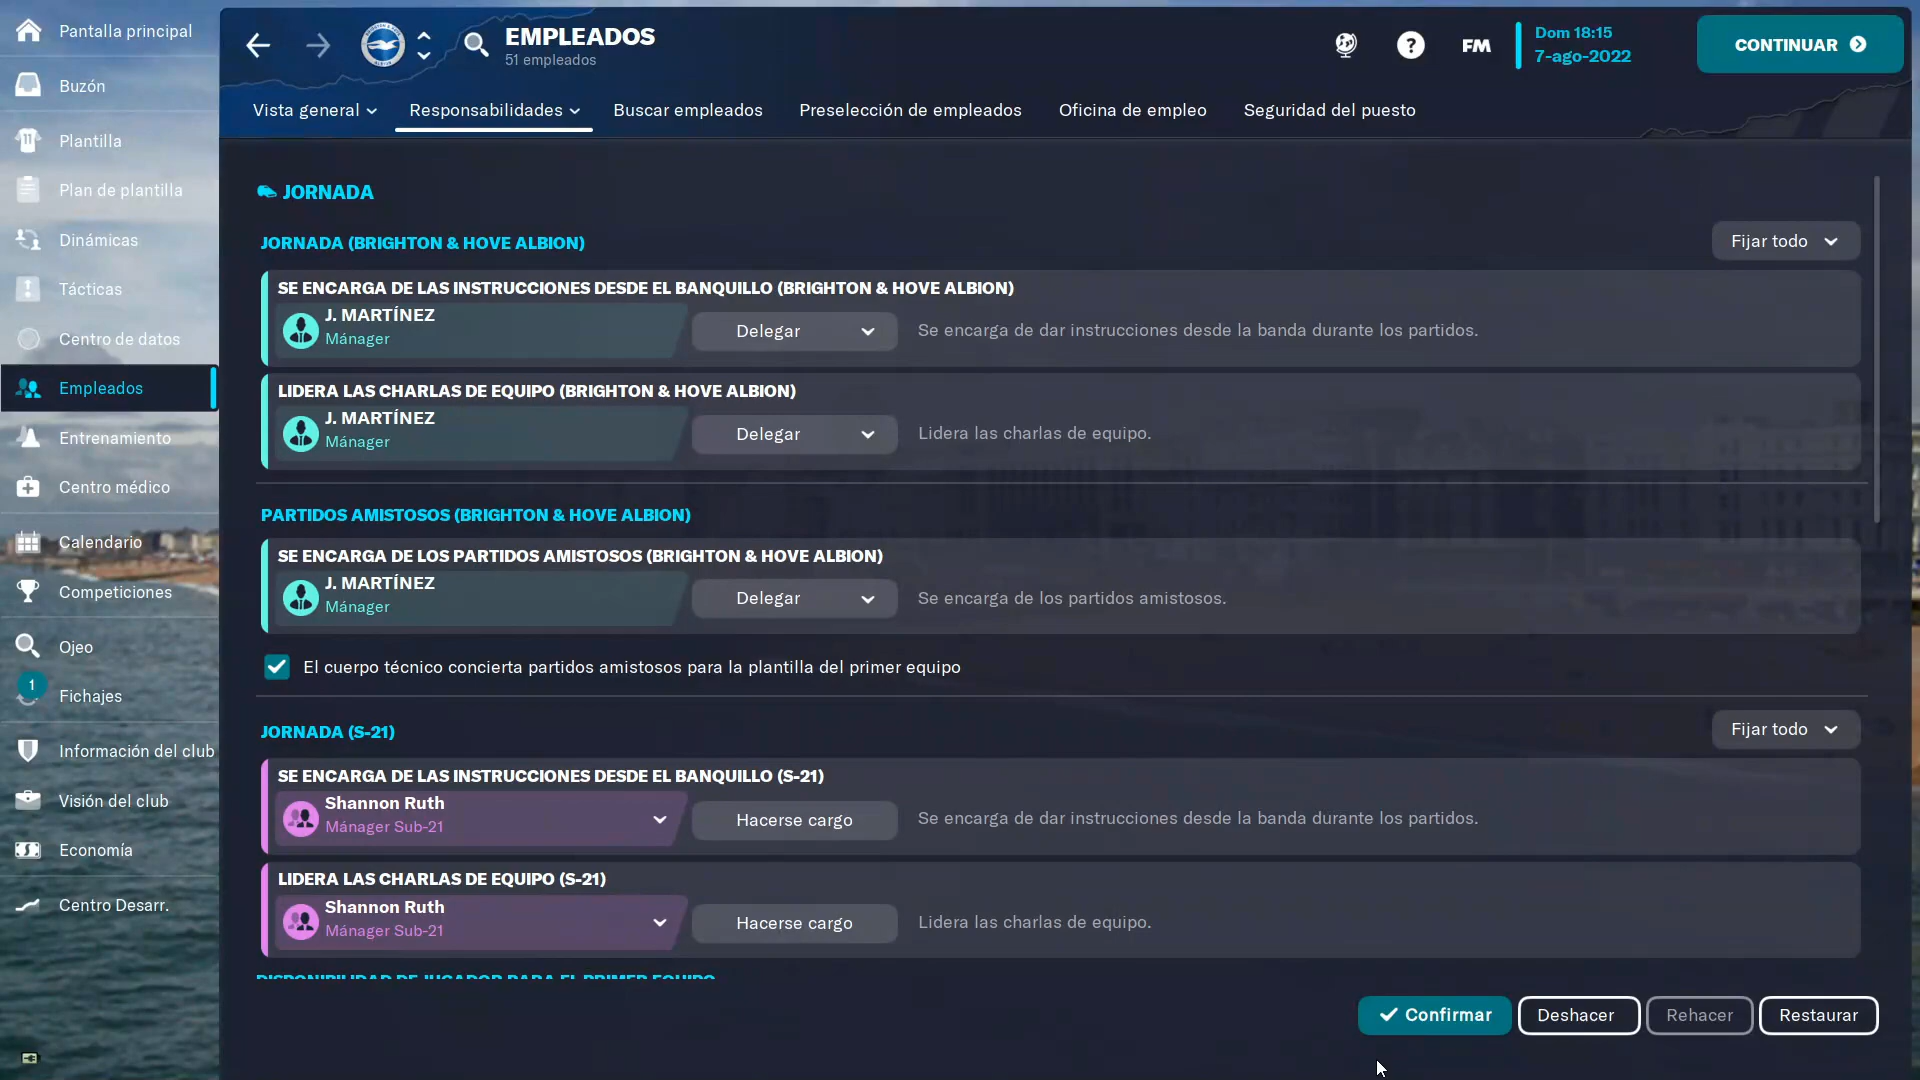 Pantalla principal
Buzón
Plantilla
Plan de plantilla
Dinámicas
Tácticas
Centro de datos
Empleados
Entrenamiento
Centro médico
Calendario
Competiciones
Ojeo
1
Fichajes
Información del club
Visión del club
Economía
Centro Desarr.
EMPLEADOS
51 empleados
FM
Dom 18:15
7-ago-2022
CONTINUAR
Vista general
Responsabilidades
Buscar empleados
Preselección de empleados
Oficina de empleo
Seguridad del puesto
JORNADA
JORNADA (BRIGHTON & HOVE ALBION)
Fijar todo
SE ENCARGA DE LAS INSTRUCCIONES DESDE EL BANQUILLO (BRIGHTON & HOVE ALBION)
J. MARTÍNEZ
Mánager
Delegar
Se encarga de dar instrucciones desde la banda durante los partidos.
LIDERA LAS CHARLAS DE EQUIPO (BRIGHTON & HOVE ALBION)
J. MARTÍNEZ
Mánager
Delegar
Lidera las charlas de equipo.
PARTIDOS AMISTOSOS (BRIGHTON & HOVE ALBION)
SE ENCARGA DE LOS PARTIDOS AMISTOSOS (BRIGHTON & HOVE ALBION)
J. MARTÍNEZ
Mánager
Delegar
Se encarga de los partidos amistosos.
El cuerpo técnico concierta partidos amistosos para la plantilla del primer equipo
JORNADA (S-21)
Fijar todo
SE ENCARGA DE LAS INSTRUCCIONES DESDE EL BANQUILLO (S-21)
Shannon Ruth
Mánager Sub-21
Hacerse cargo
Se encarga de dar instrucciones desde la banda durante los partidos.
LIDERA LAS CHARLAS DE EQUIPO (S-21)
Shannon Ruth
Mánager Sub-21
Hacerse cargo
Lidera las charlas de equipo.
DISPONIBILIDAD DE JUGADOR PARA EL PRIMER EQUIPO
Confirmar
Deshacer
Rehacer
Restaurar